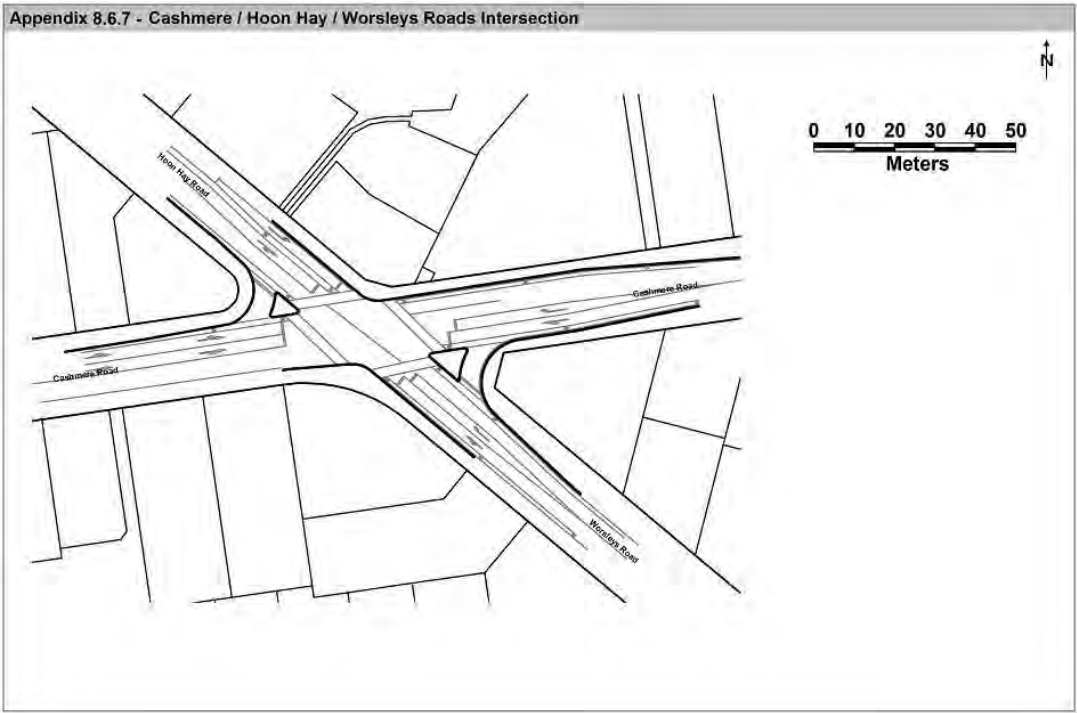 Appendix 8.6.7 - Cashmere / Hoon Hay / Worsleys Roads Intersection
N
0 10 20 30 40 50
Meters
Hoon Hay Road
Cashmere Road
Cashmere Road
Worsleys Road